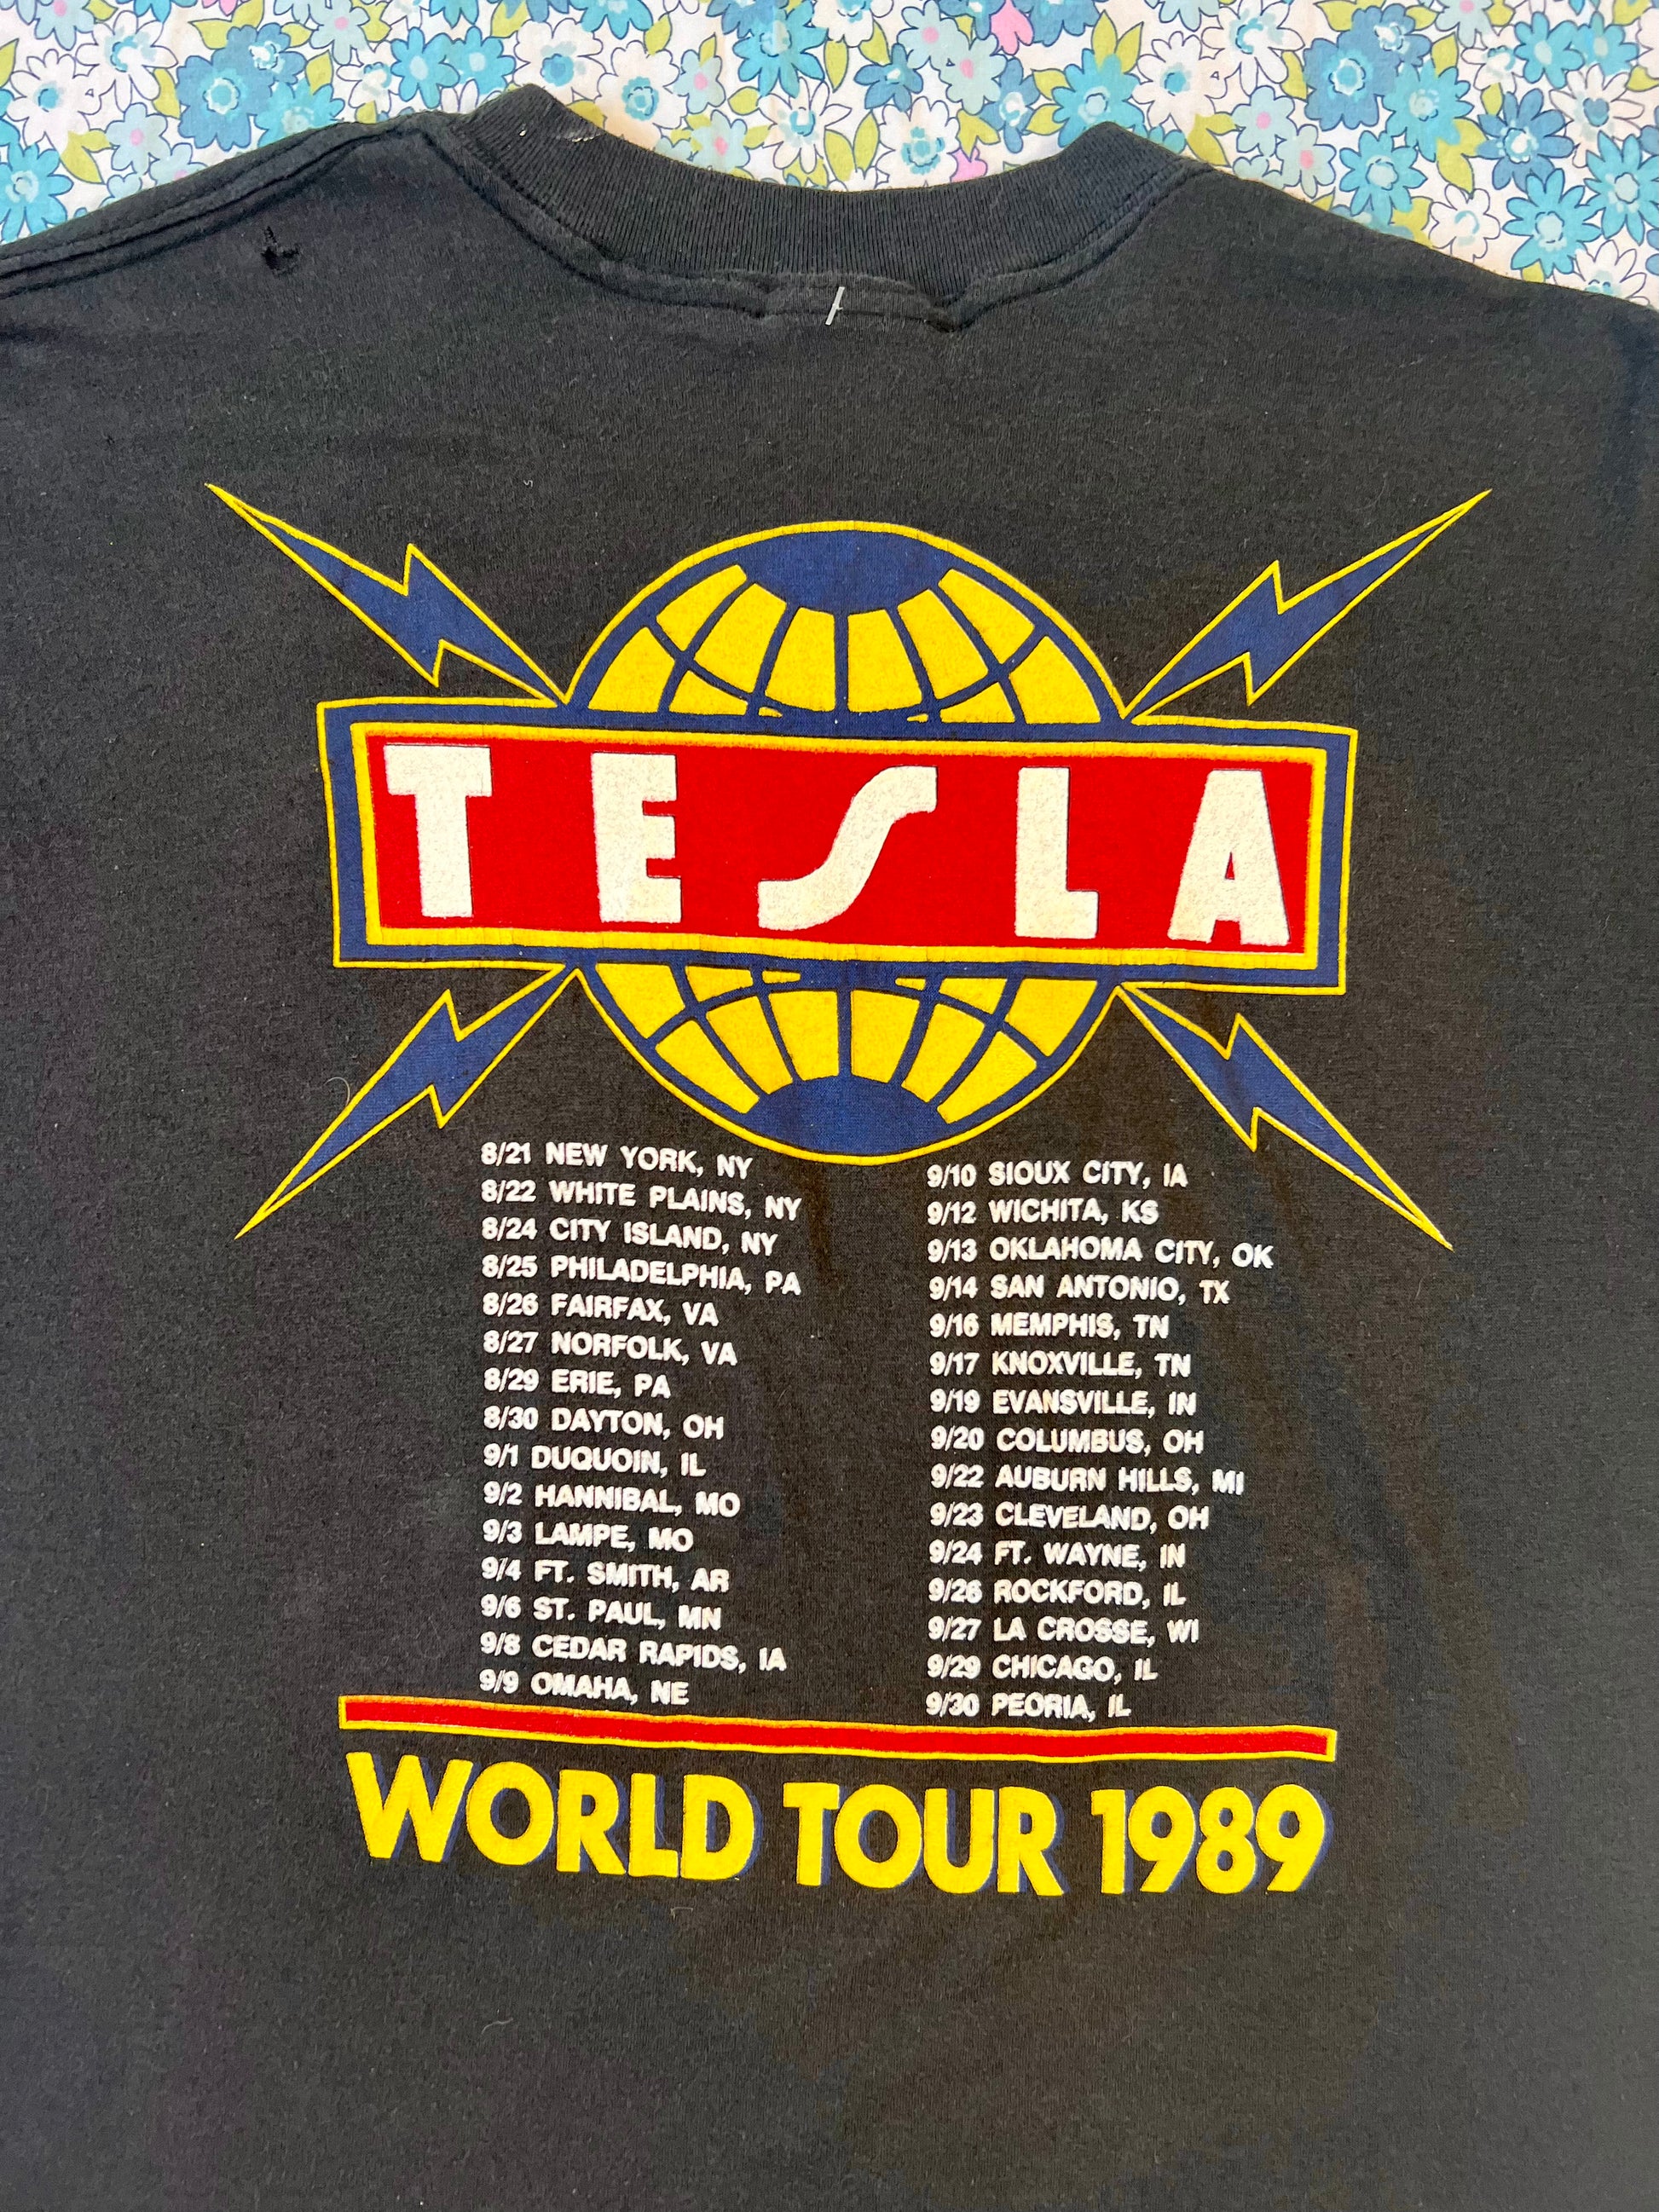 TESLA
8/21 NEW YORK, NY
8/22 WHITE PLAINS, NY
8/24 CITY ISLAND, NY
8/25 PHILADELPHIA, PA
8/26 FAIRFAX, VA
8/27 NORFOLK, VA
8/29 ERIE, PA
8/30 DAYTON, OH
9/1 DUQUOIN, IL
9/2 HANNIBAL, MO
9/3 LAMPE, MO
9/4 FT. SMITH, AR
9/6 ST. PAUL, MN
9/8 CEDAR RAPIDS, IA
9/9 OMAHA, NE
9/10 SIOUX CITY, IA
9/12 WICHITA, KS
9/13 OKLAHOMA CITY, OK
9/14 SAN ANTONIO, TX
9/16 MEMPHIS, TN
9/17 KNOXVILLE, TN
9/19 EVANSVILLE, IN
9/20 COLUMBUS, OH
9/22 AUBURN HILLS, MI
9/23 CLEVELAND, OH
9/24 FT. WAYNE, IN
9/26 ROCKFORD, IL
9/27 LA CROSSE, WI
9/29 CHICAGO, IL
9/30 PEORIA, IL
WORLD TOUR 1989